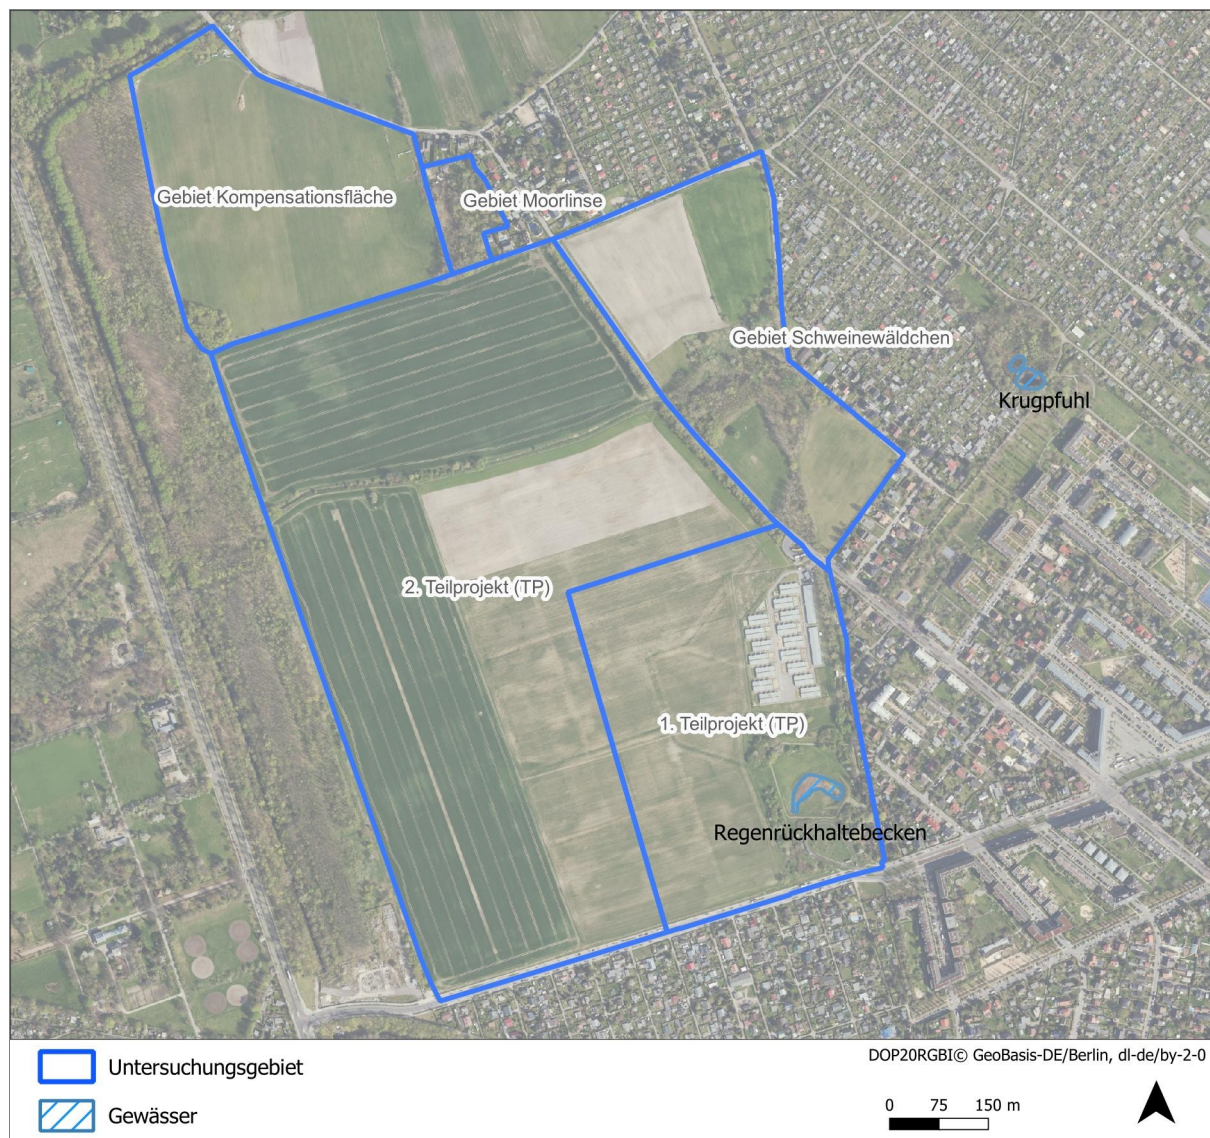 Gebiet Kompensationsfläche
Gebiet Moorlinse
Gebiet Schweinewäldchen
Krugpfuhl
2. Teilprojekt (TP)
1. Teilprojekt (TP)
Regenrückhaltebecken
Untersuchungsgebiet
Gewässer
DOP20RGBI© GeoBasis-DE/Berlin, dl-de/by-2-0
0 75 150 m